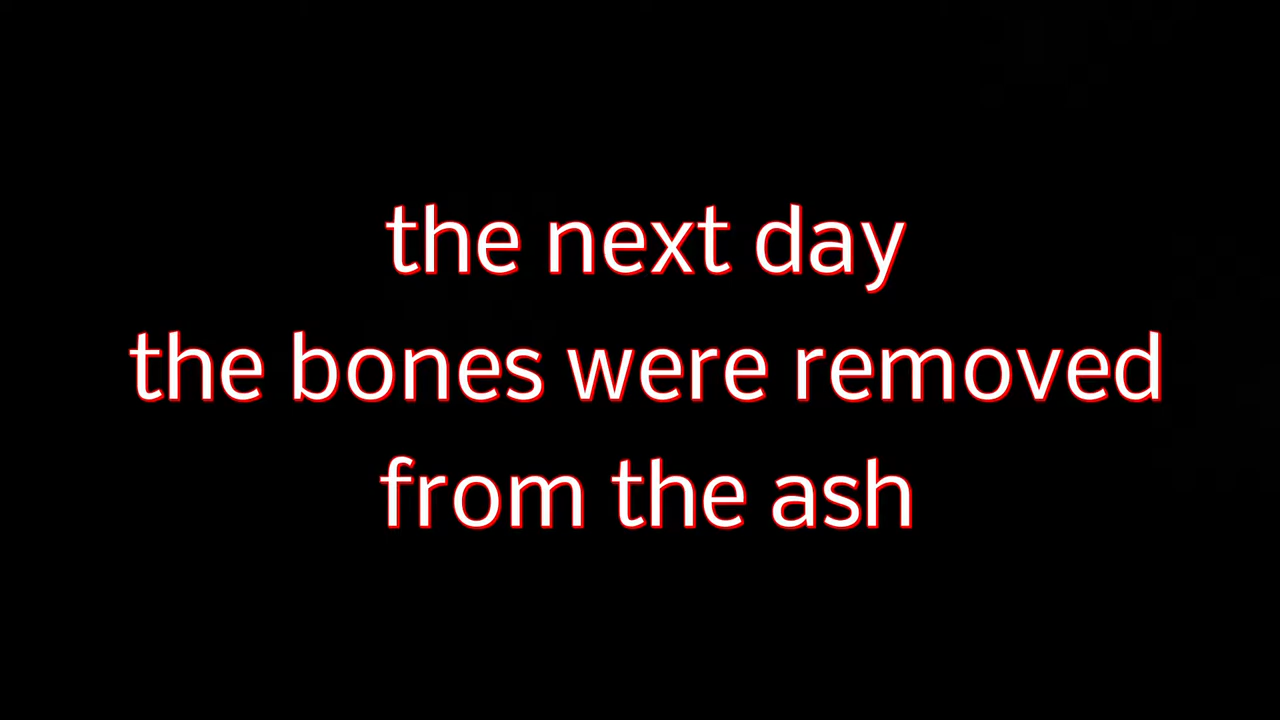 the next day
the bones were removed
from the ash